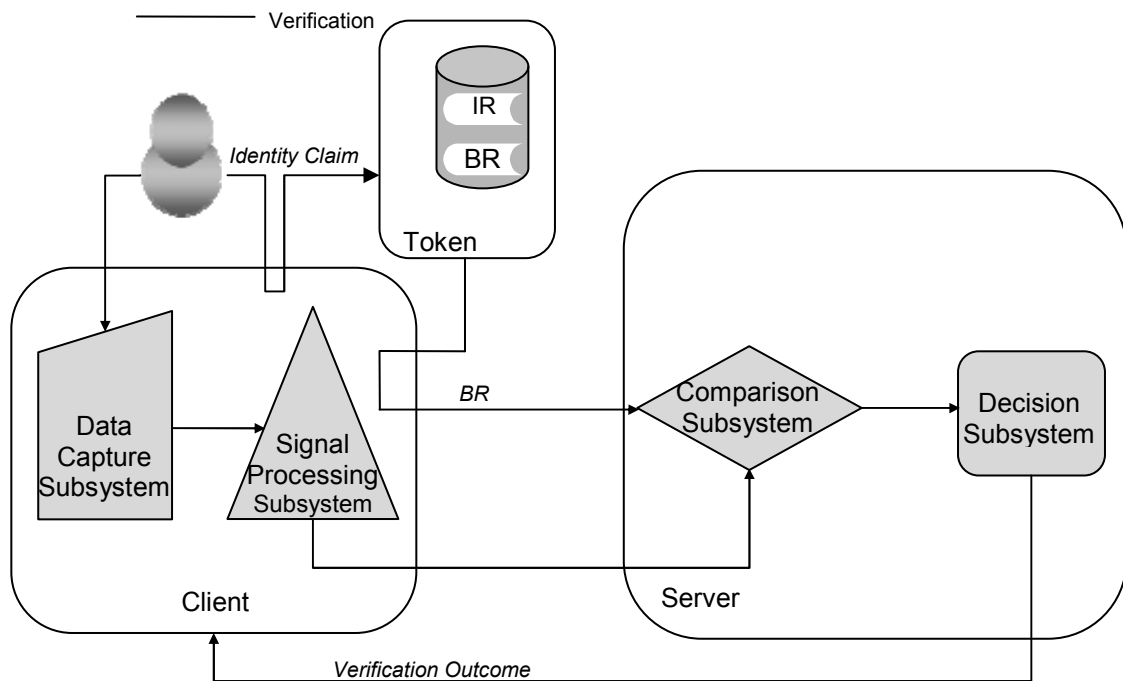 Verification
IR
BR
Identity Claim
Token
Data
Capture
Subsystem
Signal
Processing
Subsystem
BR
Comparison
Subsystem
Decision
Subsystem
Client
Server
Verification Outcome